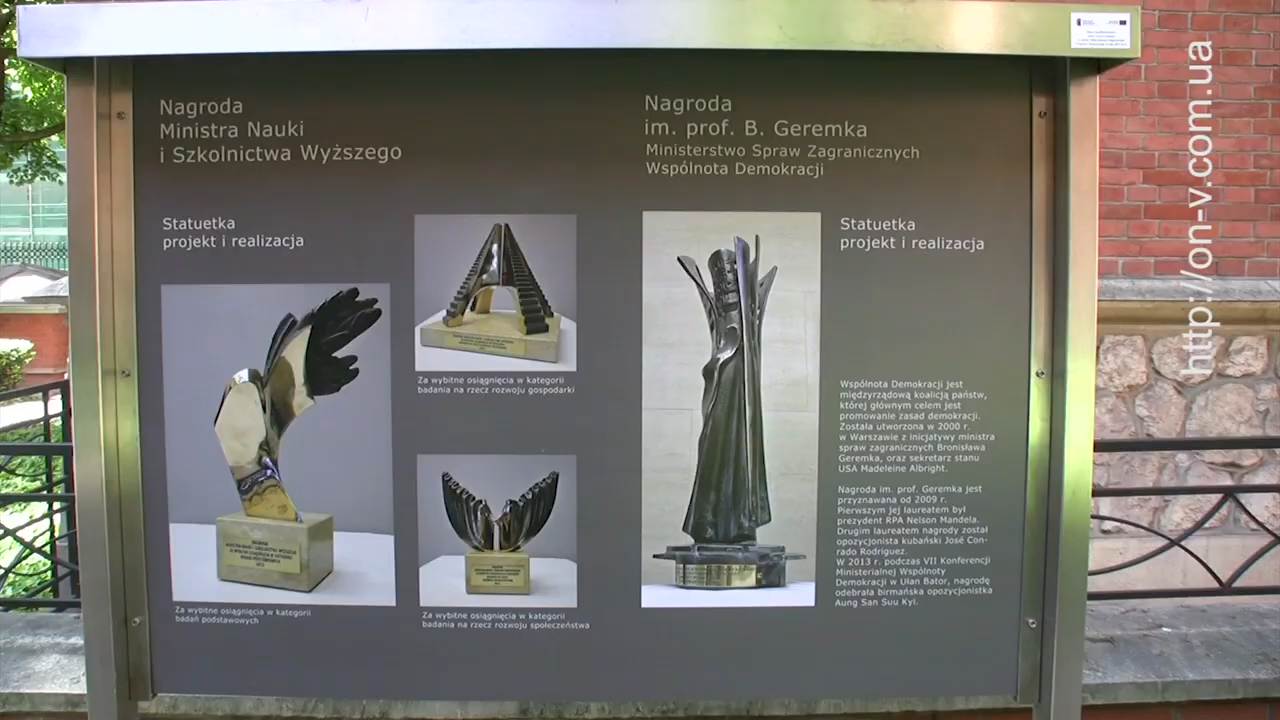 Nagroda
Ministra Nauki
i Szkolnictwa Wyższego
Statuetka
projekt i realizacja
Za wybitne osiągnięcia w kategorii
badań podstawowych
Za wybitne osiągnięcia w kategorii
badania na rzecz rozwoju gospodarki
Za wybitne osiągnięcia w kategorii
badania na rzecz rozwoju społeczeństwa
Nagroda
im. prof. B. Geremka
Ministerstwo Spraw Zagranicznych
Wspólnota Demokracji
Statuetka
projekt i realizacja
Wspólnota Demokracji jest
międzyrządową koalicją państw,
której głównym celem jest
promowanie zasad demokracji.
Została utworzona w 2000 r.
w Warszawie z inicjatywy ministra
spraw zagranicznych Bronisława
Geremka, oraz sekretarz stanu
USA Madeleine Albright.
Nagroda im. prof. Geremka jest
przyznawana od 2009 r.
Pierwszym jej laureatem był
prezydent RPA Nelson Mandela.
Drugim laureatem nagrody został
opozycjonista kubański José Con-
rado Rodriguez.
W 2013 r. podczas VII Konferencji
Ministerialnej Wspólnoty
Demokracji w Ułan Bator, nagrodę
odebrała birmańska opozycjonistka
Aung San Suu Kyi.
http://on-v.com.ua